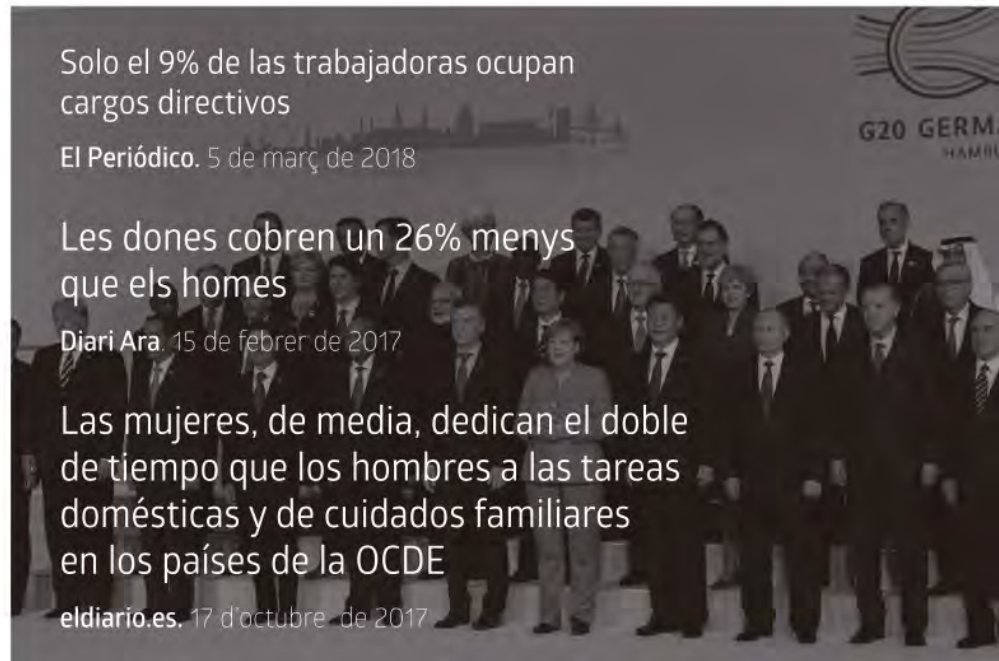 Solo el 9% de las trabajadoras ocupan
cargos directivos
El Periódico. 5 de març de 2018
Les dones cobren un 26% menys
que els homes
Diari Ara. 15 de febrer de 2017
Las mujeres, de media, dedican el doble
de tiempo que los hombres a las tareas
domésticas y de cuidados familiares
en los países de la OCDE
eldiario.es. 17 d'octubre de 2017
G20 GERMA
HAMBU